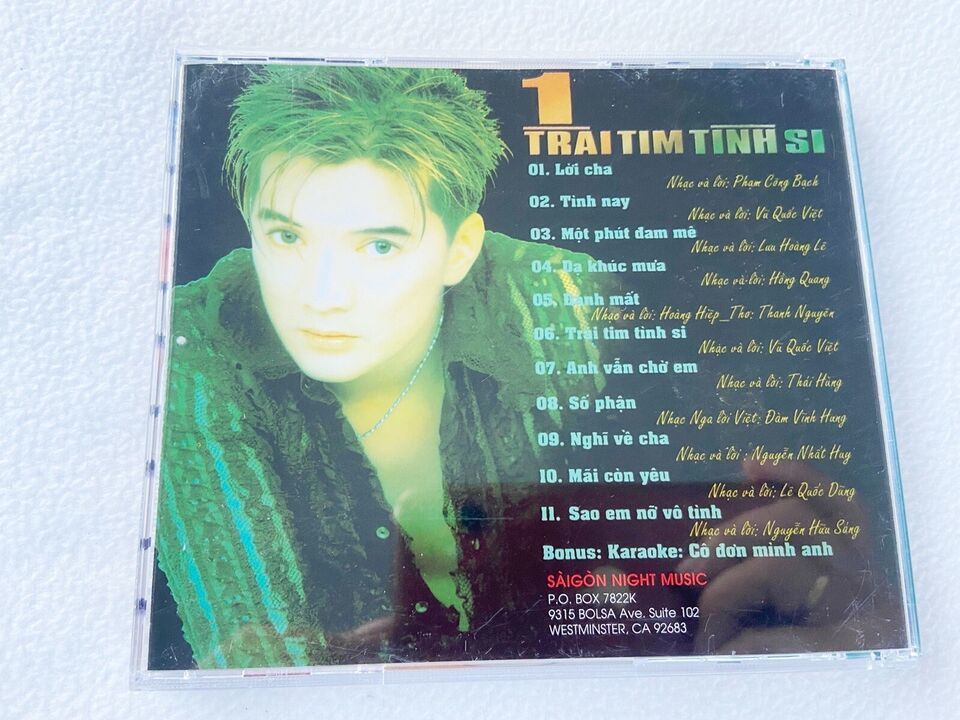 1
TRÁI TIM TÌNH SI
01. Lời cha
Nhạc và lời: Phạm Công Bạch
02. Tình nay
Nhạc và lời: Vũ Quốc Việt
03. Một phút đam mê
Nhạc và lời: Lưu Hoàng Lê
04. Dạ khúc mưa
Nhạc và lời: Hồng Quang
05. Đánh mất
Nhạc và lời: Hoàng Hiệp_Thơ: Thanh Nguyên
06. Trái tim tình si
Nhạc và lời: Vũ Quốc Việt
07. Anh vẫn chờ em
Nhạc và lời: Thái Hùng
08. Số phận
Nhạc Nga lời Việt: Đàm Vĩnh Hưng
09. Nghĩ về cha
Nhạc và lời : Nguyễn Nhất Huy
10. Mãi còn yêu
Nhạc và lời: Lê Quốc Dũng
11. Sao em nỡ vô tình
Nhạc và lời: Nguyễn Hữu Sáng
Bonus: Karaoke: Cô đơn mình anh
SÀIGÒN NIGHT MUSIC
P.O. BOX 7822K
9315 BOLSA Ave. Suite 102
WESTMINSTER, CA 92683